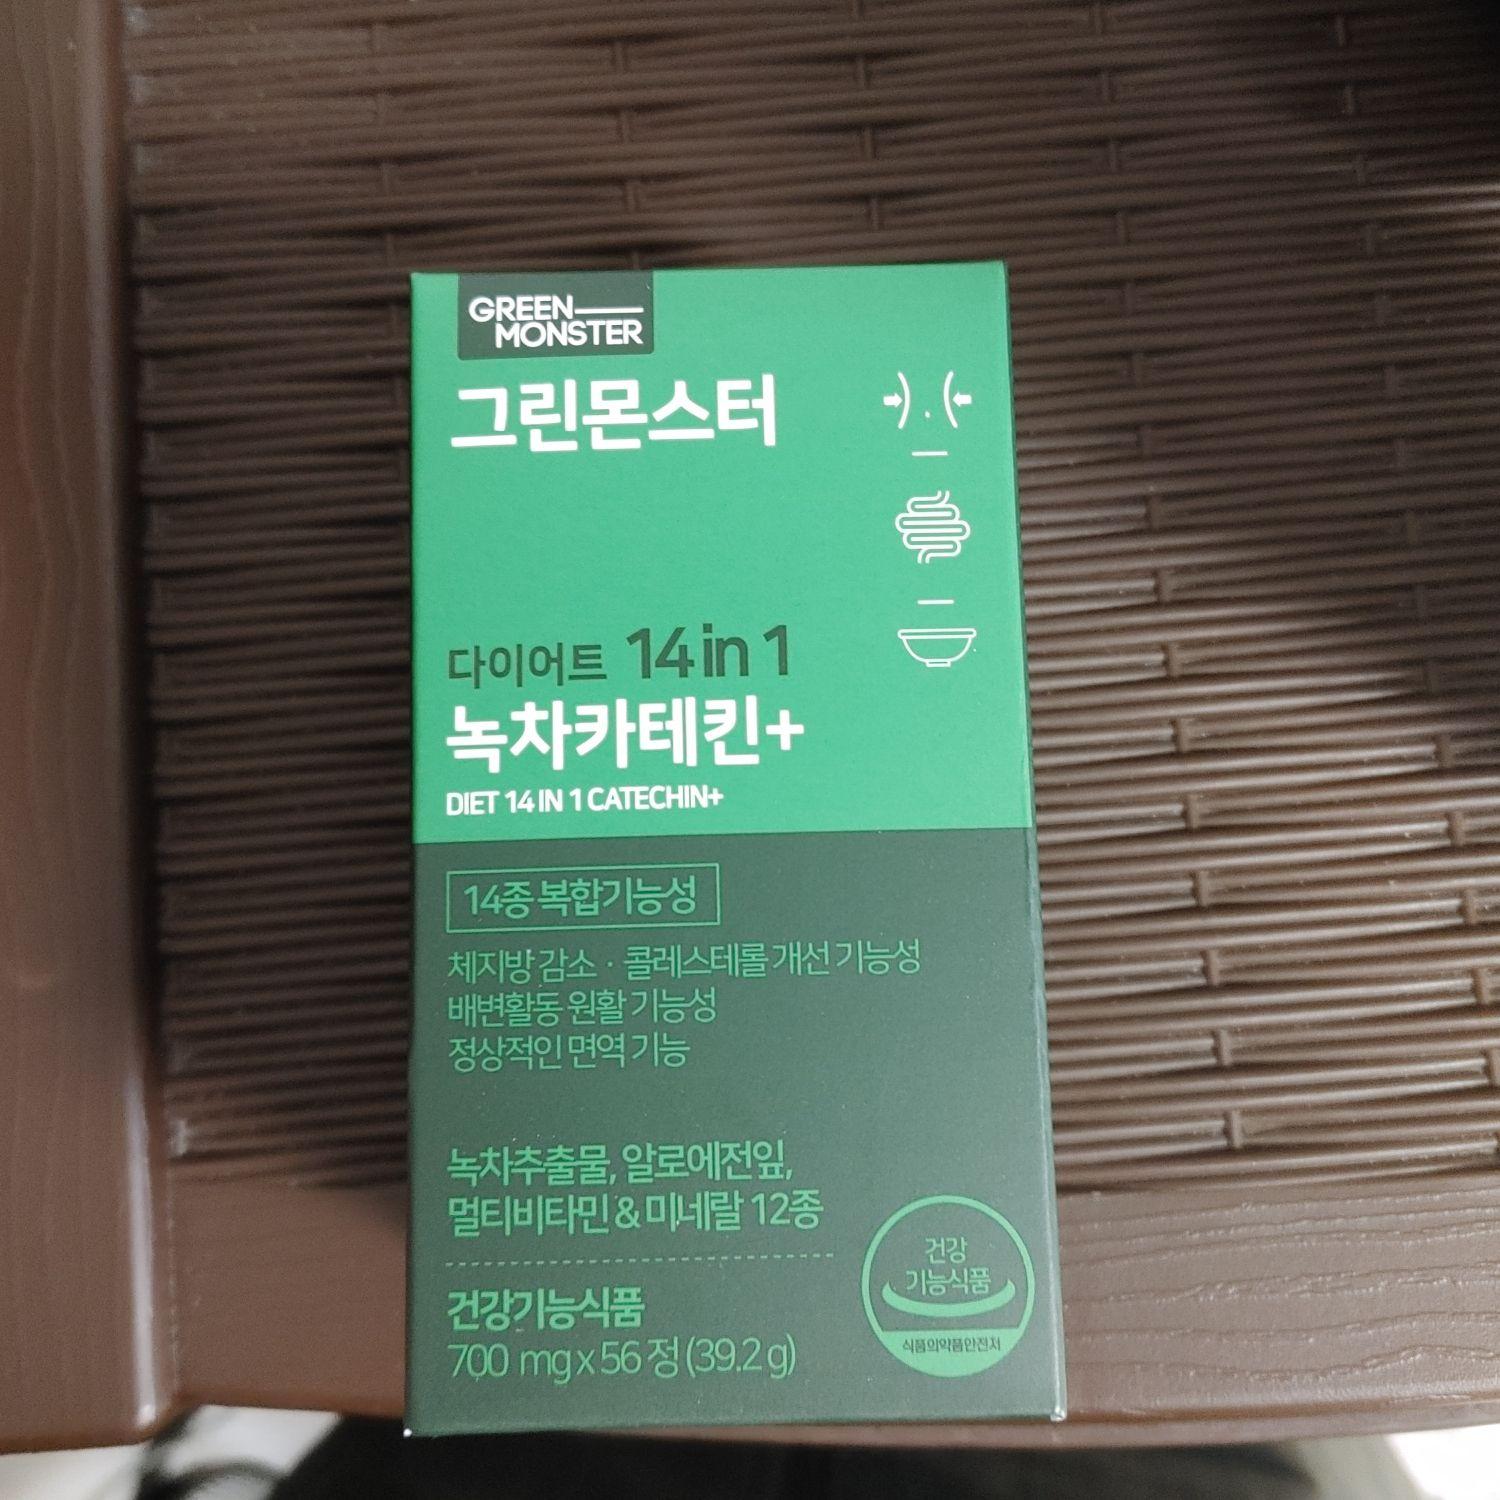 GREEN
MONSTER
그린몬스터
다이어트 14 in 1
녹차카테킨+
DIET 14 IN 1 CATECHIN+
14종 복합기능성
체지방 감소 · 콜레스테롤 개선 기능성
배변활동 원활 기능성
정상적인 면역 기능
녹차추출물, 알로에전잎,
멀티비타민 & 미네랄 12종
건강기능식품
700 mg x 56 정 (39.2 g)
건강
기능식품
식품의약품안전처